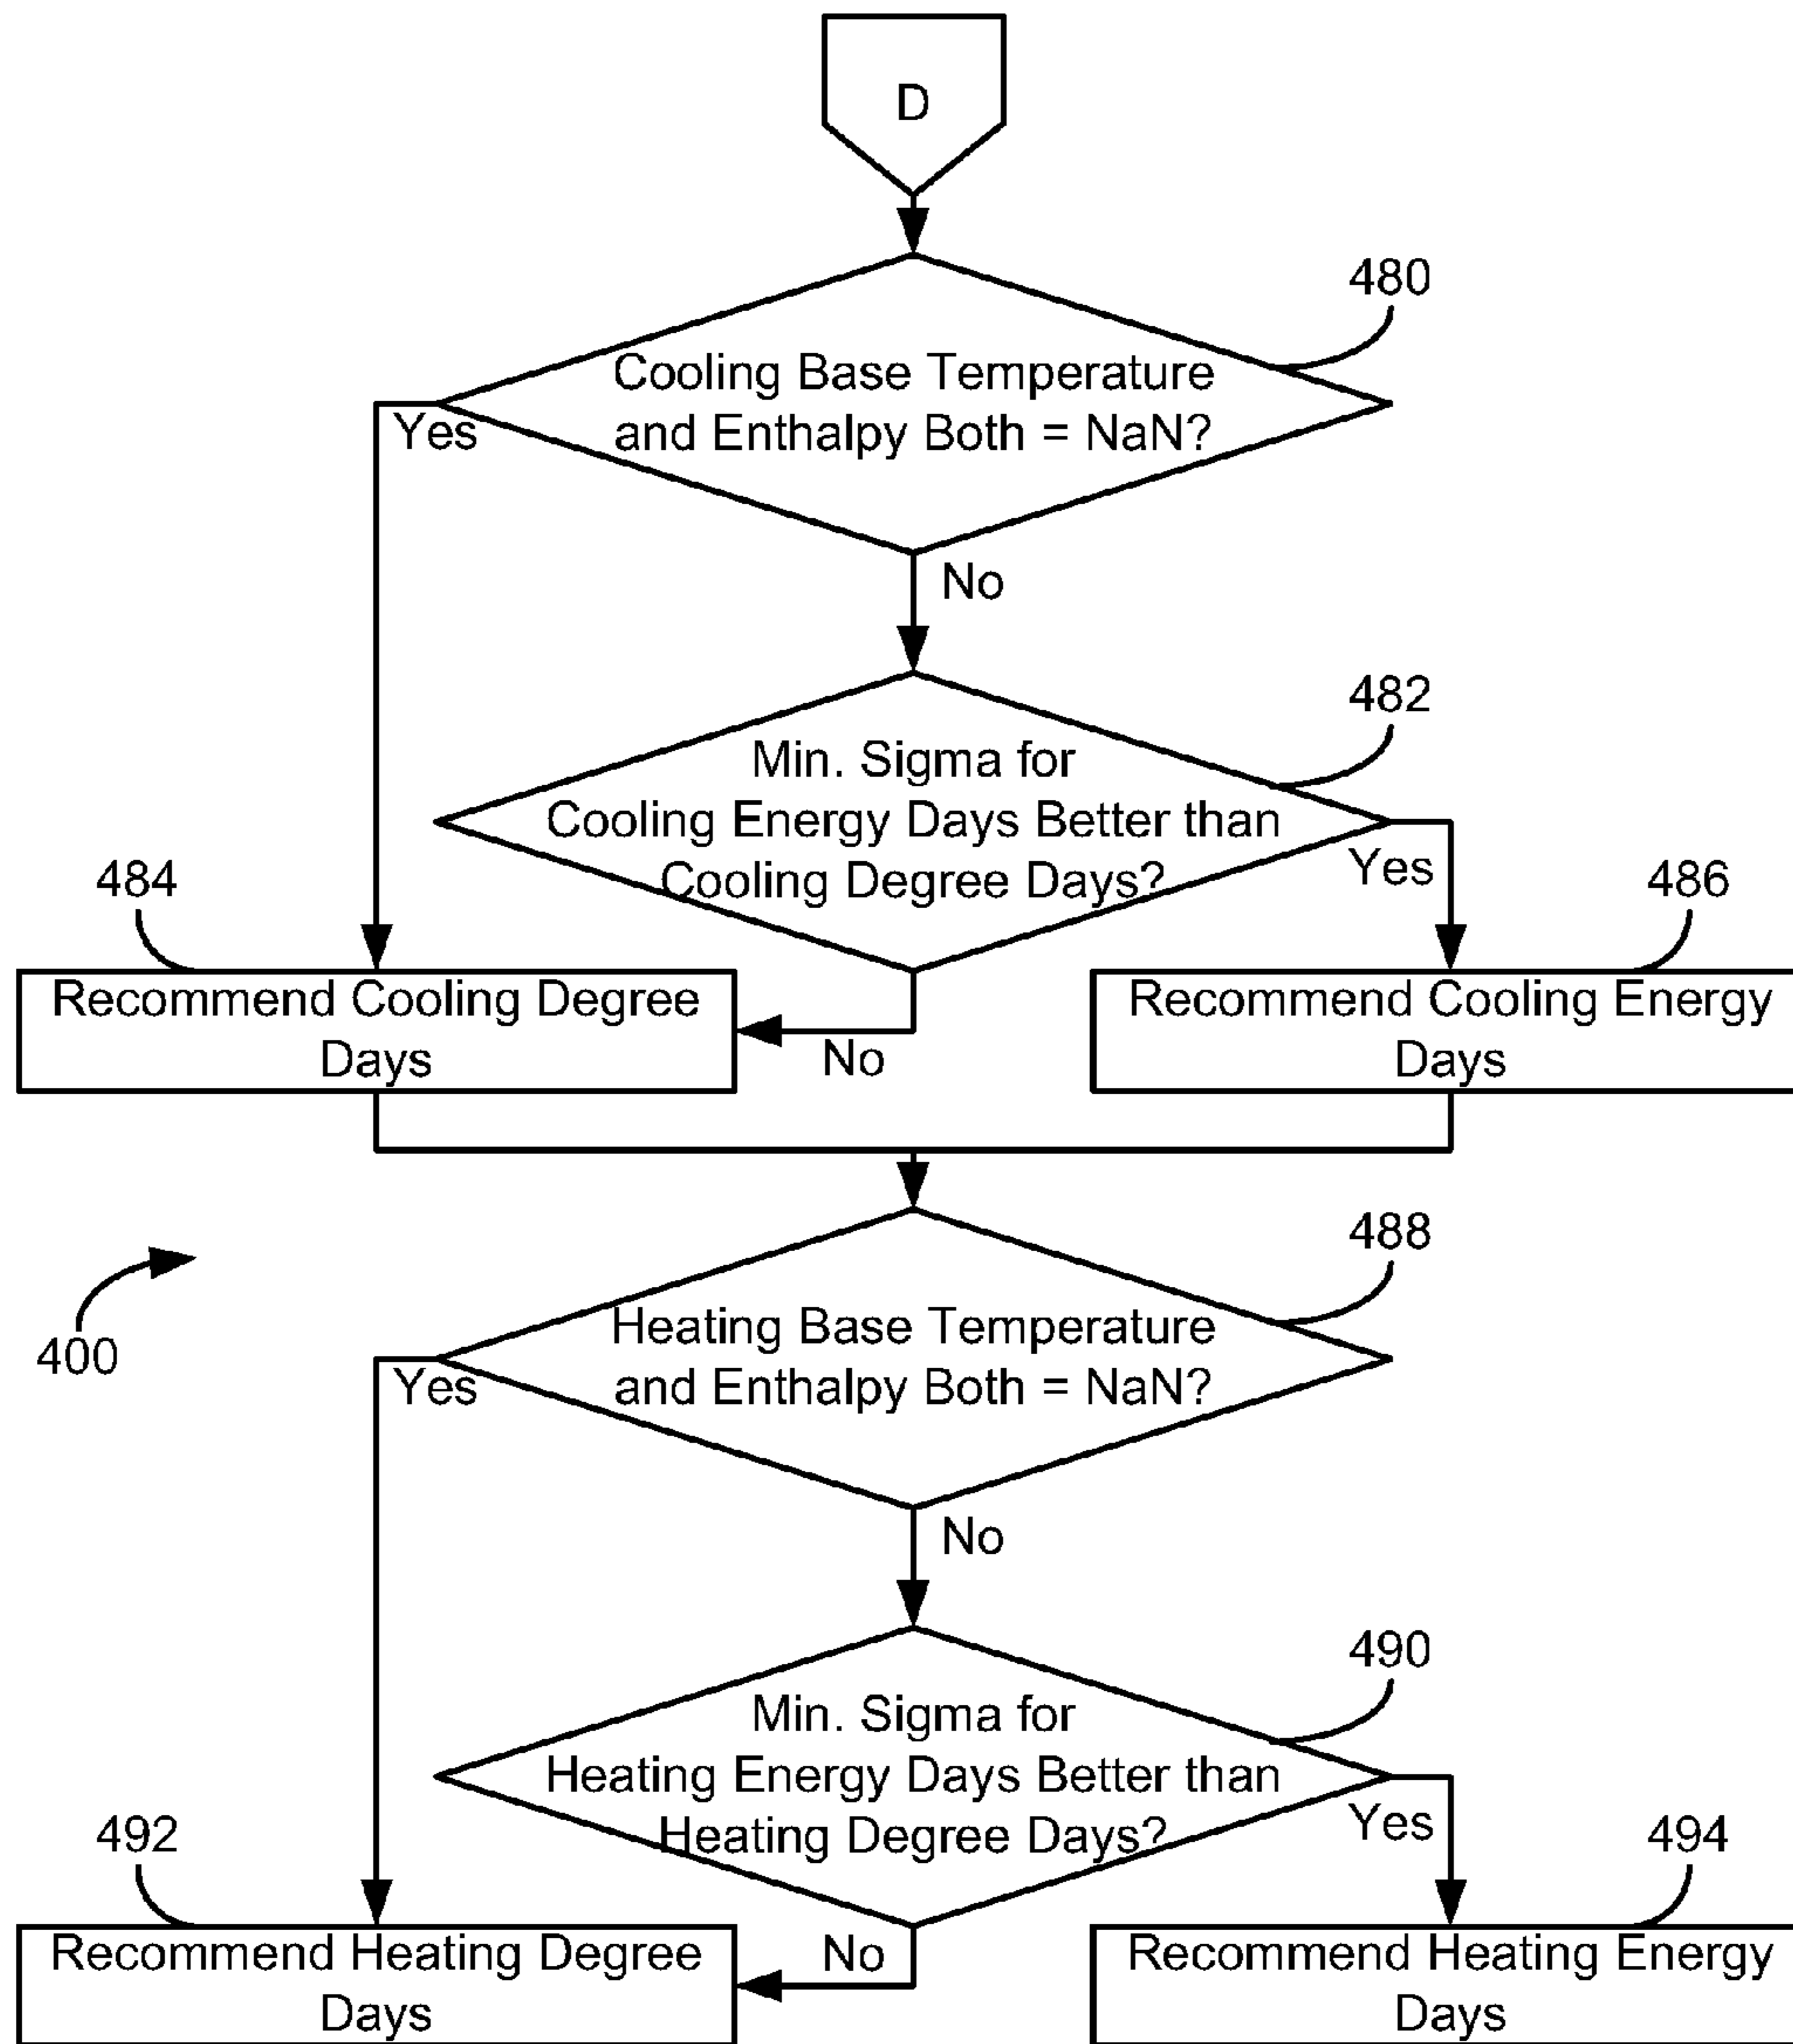 D
480
Cooling Base Temperature
and Enthalpy Both = NaN?
Yes
No
482
Min. Sigma for
Cooling Energy Days Better than
Cooling Degree Days?
Yes
484
486
Recommend Cooling Degree
Days
No
Recommend Cooling Energy
Days
400
488
Heating Base Temperature
and Enthalpy Both = NaN?
Yes
No
490
Min. Sigma for
Heating Energy Days Better than
Heating Degree Days?
Yes
492
494
Recommend Heating Degree
Days
No
Recommend Heating Energy
Days